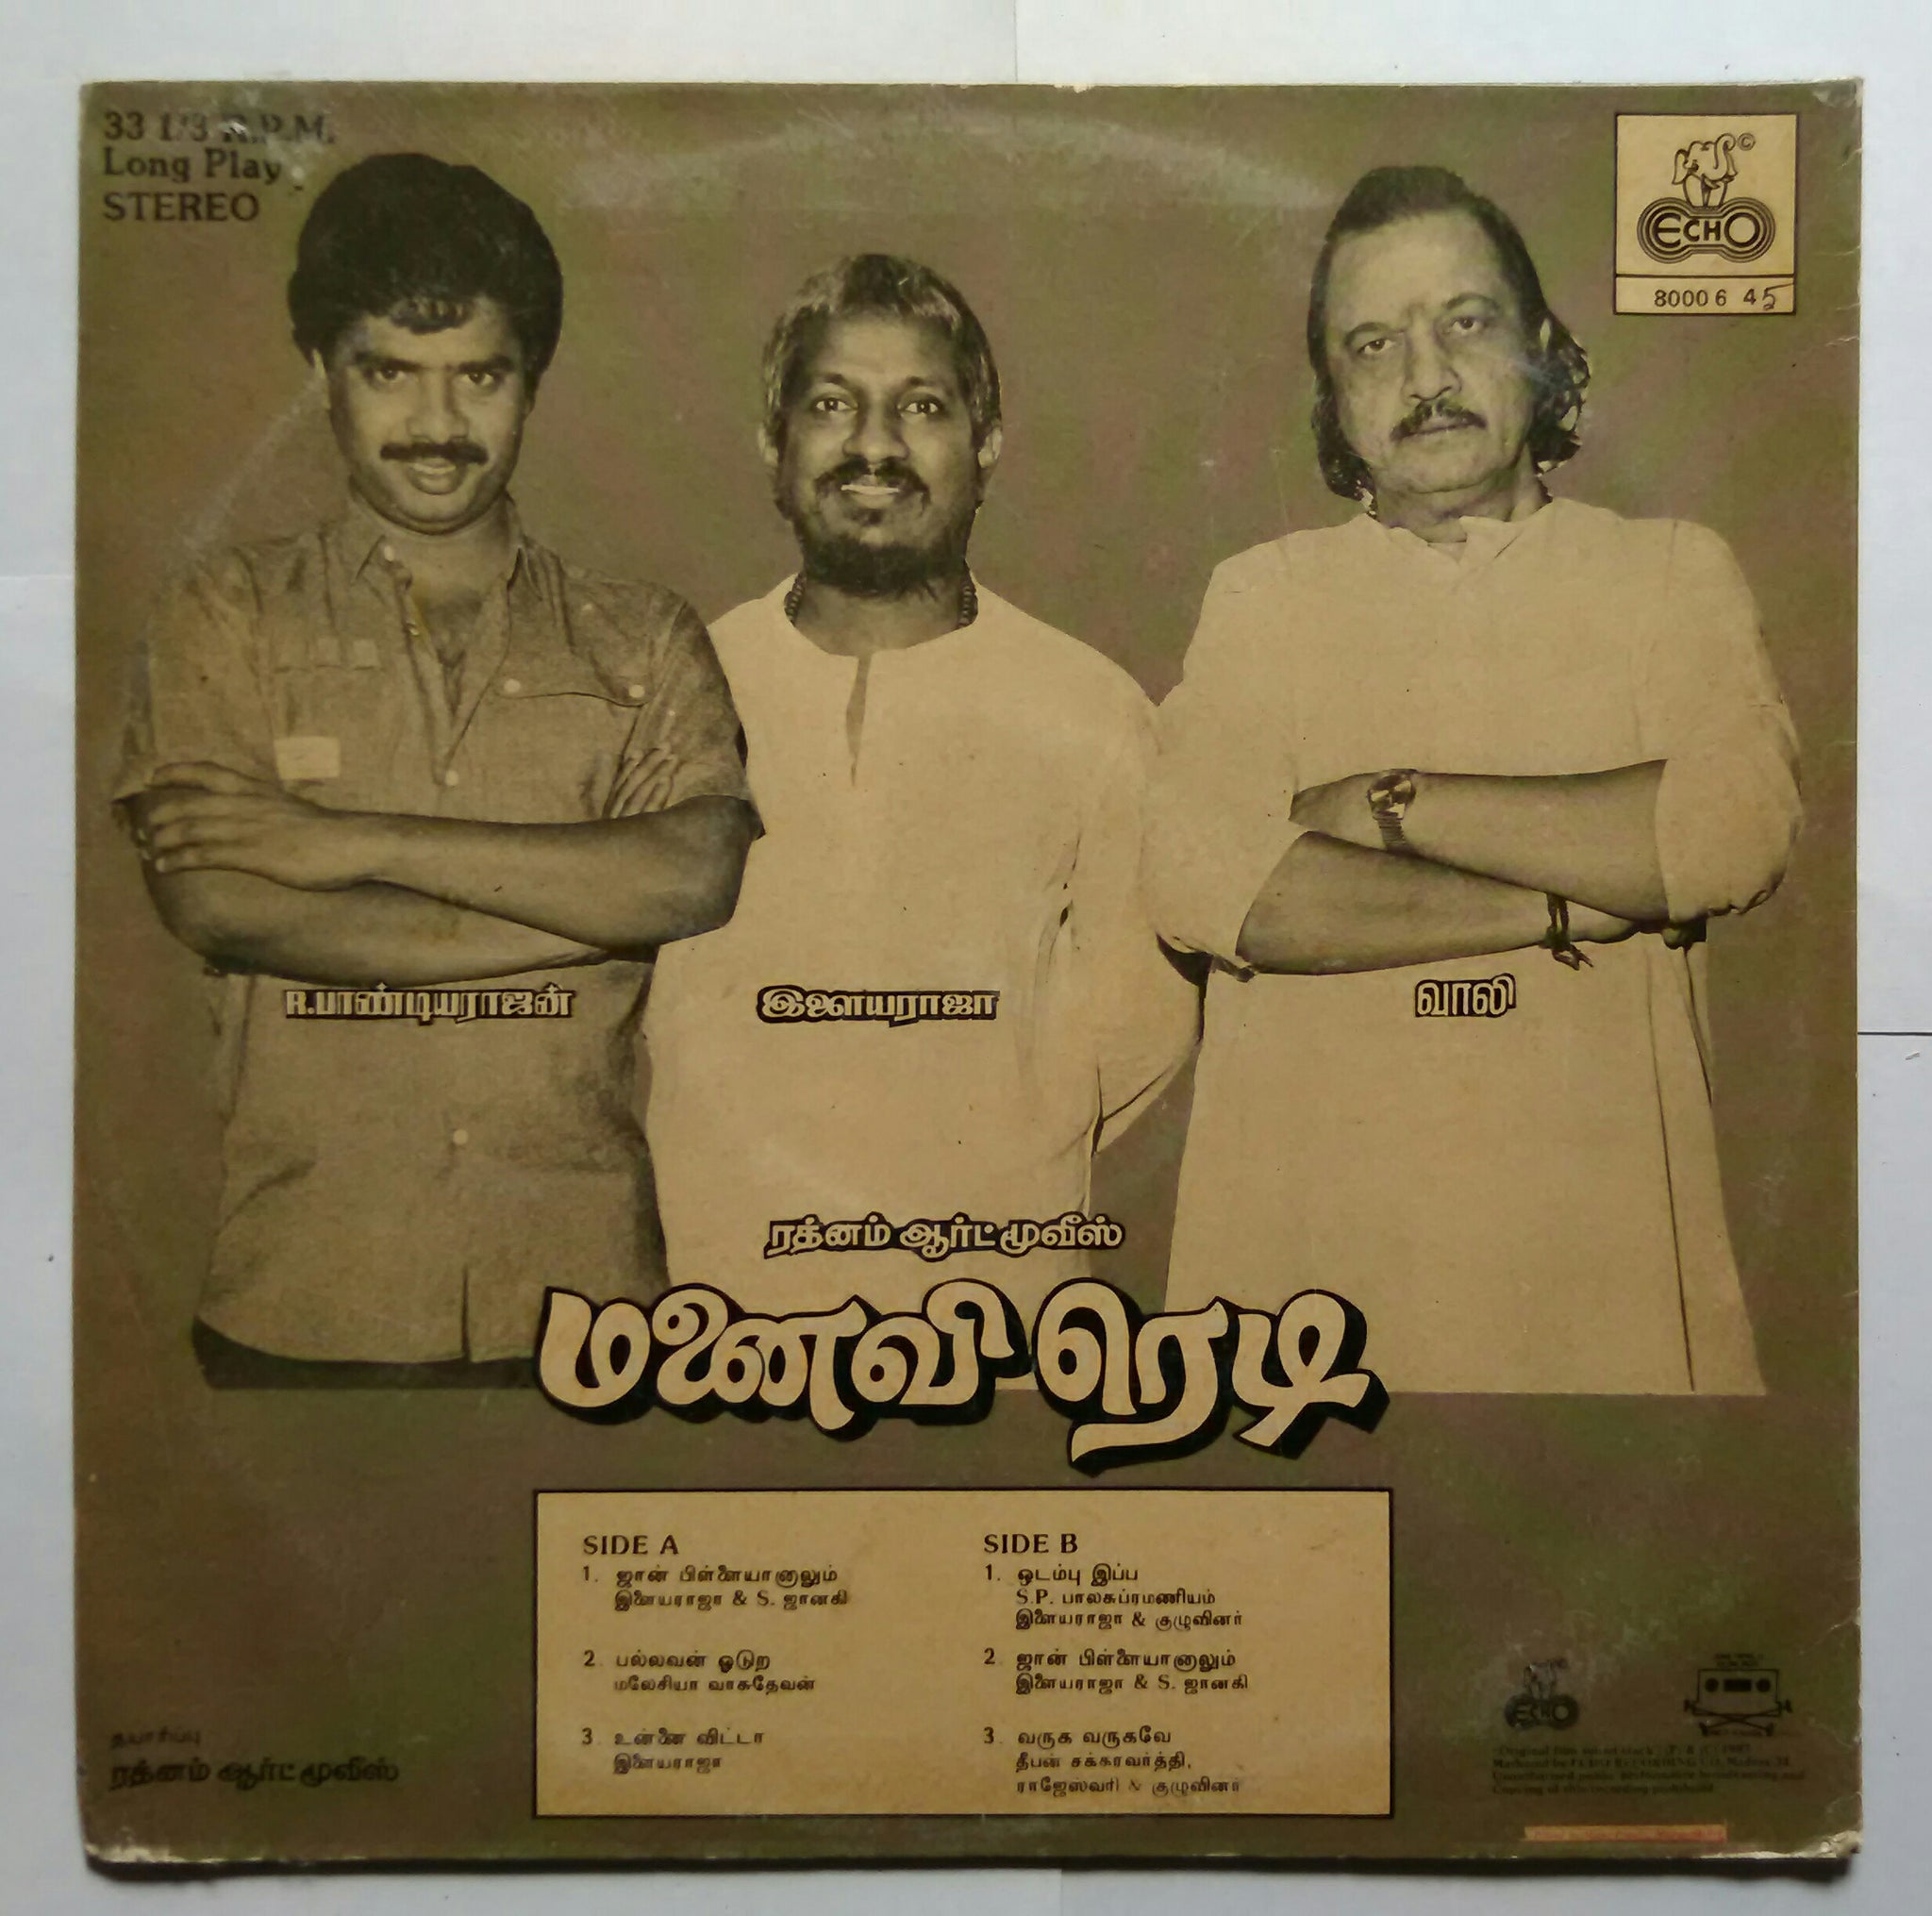 33 1/3 R.P.M.
Long Play
STEREO
©
ECHO
8000 6 45
R.பாண்டியராஜன்
இளையராஜா
வாலி
ரத்னம் ஆர்ட் மூவீஸ்
மனைவி ரெடி
SIDE A
1. ஜான் பிள்ளையானாலும்
இளையராஜா & S. ஜானகி
2. பல்லவன் ஓடுற
மலேசியா வாசுதேவன்
3. உன்னை விட்டா
இளையராஜா
SIDE B
1. ஒடம்பு இப்ப
S.P. பாலசுப்ரமணியம்
இளையராஜா & குழுவினர்
2. ஜான் பிள்ளையானாலும்
இளையராஜா & S. ஜானகி
3. வருக வருகவே
தீபன் சக்கரவர்த்தி,
ராஜேஸ்வரி & குழுவினர்
தயாரிப்பு
ரத்னம் ஆர்ட் மூவீஸ்
ECHO